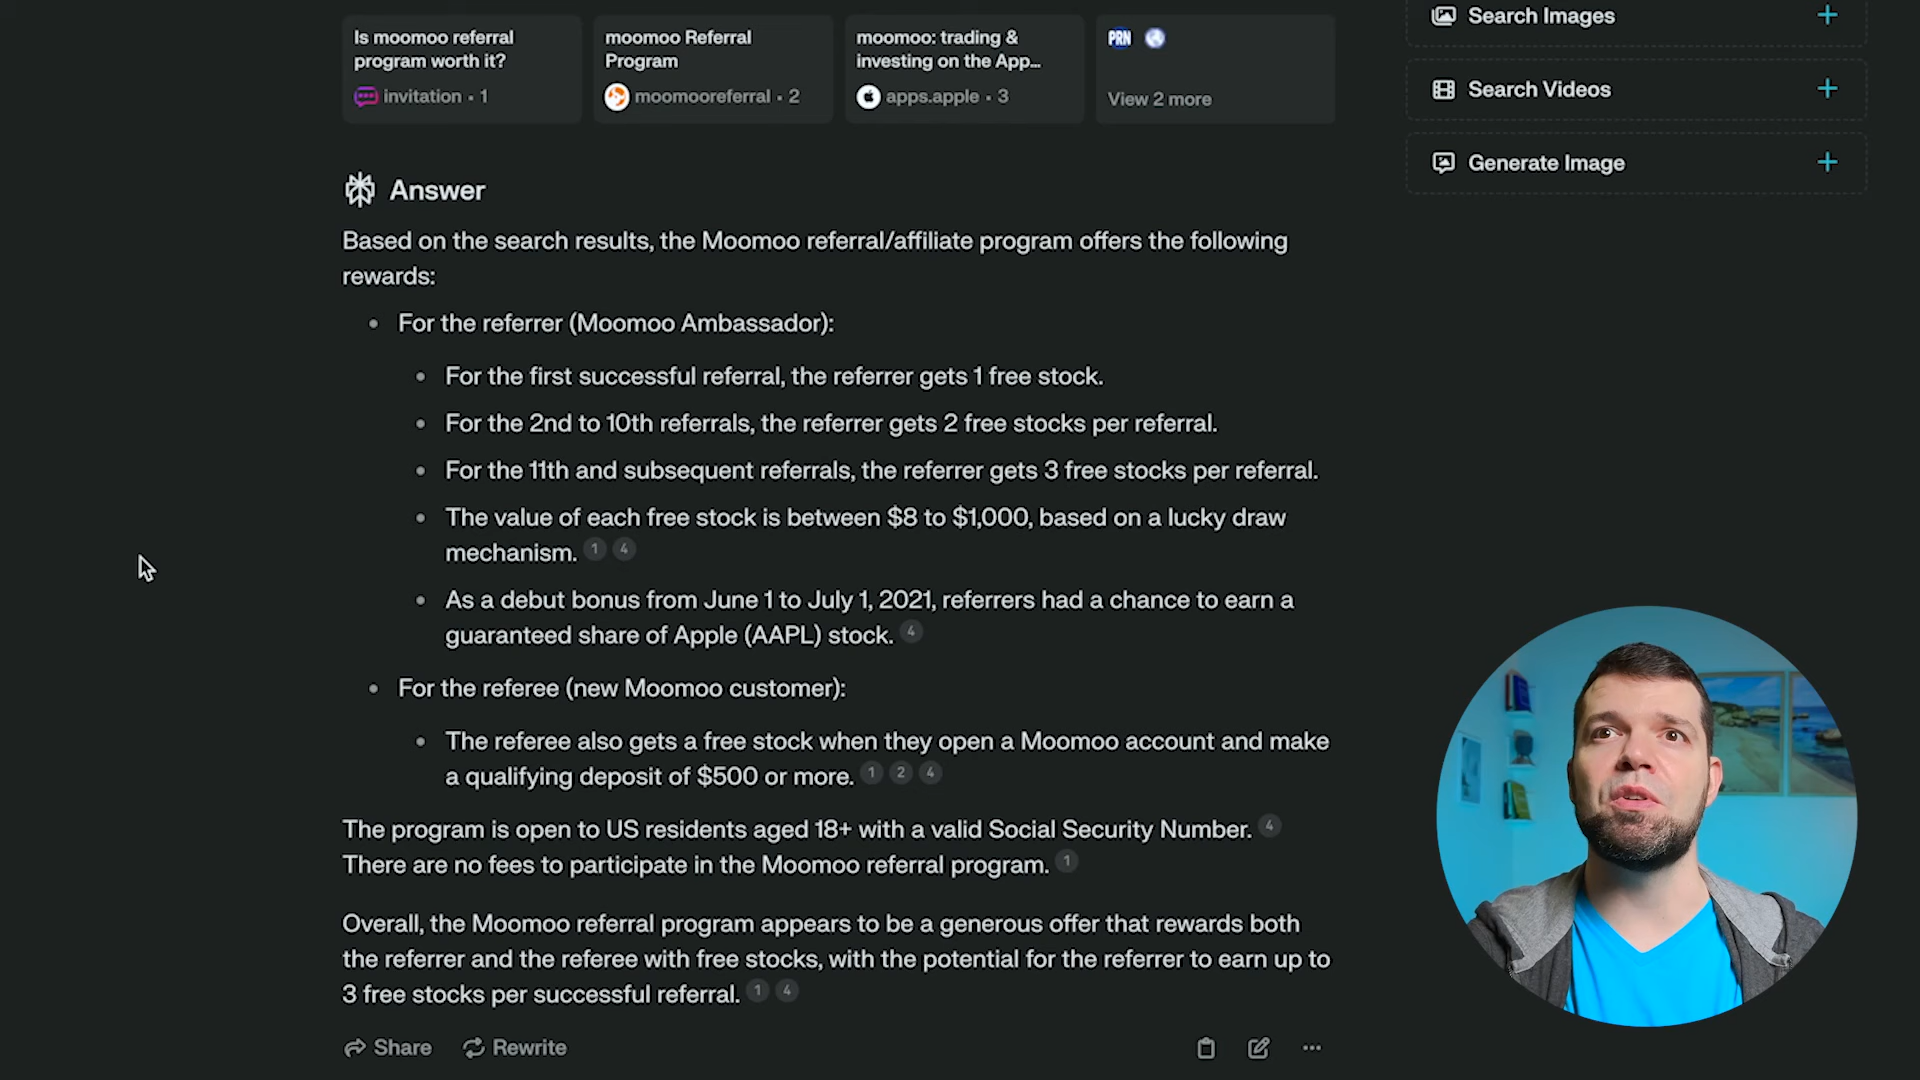 Is moomoo referral
program worth it?
invitation · 1
moomoo Referral
Program
moomooreferral · 2
moomoo: trading &
investing on the App...
apps.apple · 3
PRN
View 2 more
Search Images
Search Videos
Generate Image
Answer
Based on the search results, the Moomoo referral/affiliate program offers the following
rewards:
• For the referrer (Moomoo Ambassador):
• For the first successful referral, the referrer gets 1 free stock.
• For the 2nd to 10th referrals, the referrer gets 2 free stocks per referral.
• For the 11th and subsequent referrals, the referrer gets 3 free stocks per referral.
• The value of each free stock is between $8 to $1,000, based on a lucky draw
mechanism. 1 4
• As a debut bonus from June 1 to July 1, 2021, referrers had a chance to earn a
guaranteed share of Apple (AAPL) stock. 4
• For the referee (new Moomoo customer):
• The referee also gets a free stock when they open a Moomoo account and make
a qualifying deposit of $500 or more. 1 2 4
The program is open to US residents aged 18+ with a valid Social Security Number. 4
There are no fees to participate in the Moomoo referral program. 1
Overall, the Moomoo referral program appears to be a generous offer that rewards both
the referrer and the referee with free stocks, with the potential for the referrer to earn up to
3 free stocks per successful referral. 1 4
Share
Rewrite